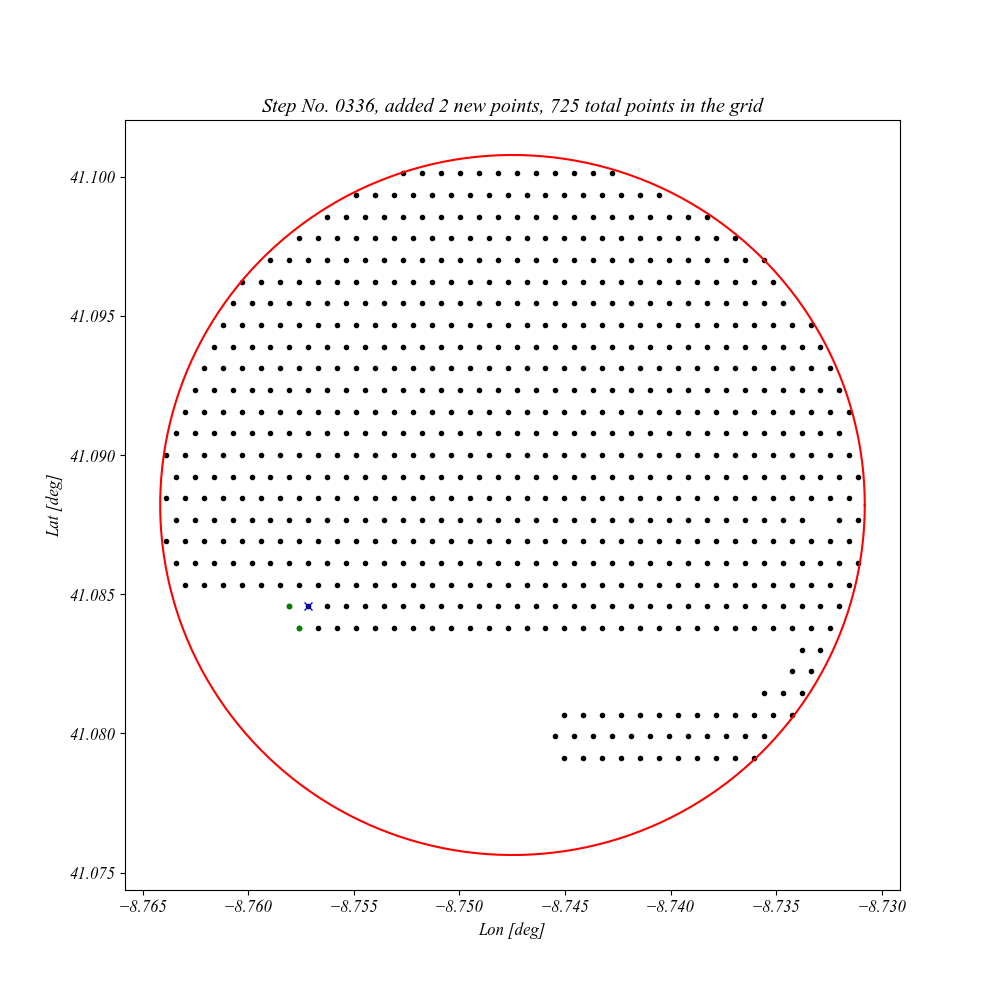 Step No. 0336, added 2 new points, 725 total points in the grid
41.100
41.095
41.090
41.085
41.080
41.075
Lat [deg]
−8.765 −8.760 −8.755 −8.750 −8.745 −8.740 −8.735 −8.730
Lon [deg]